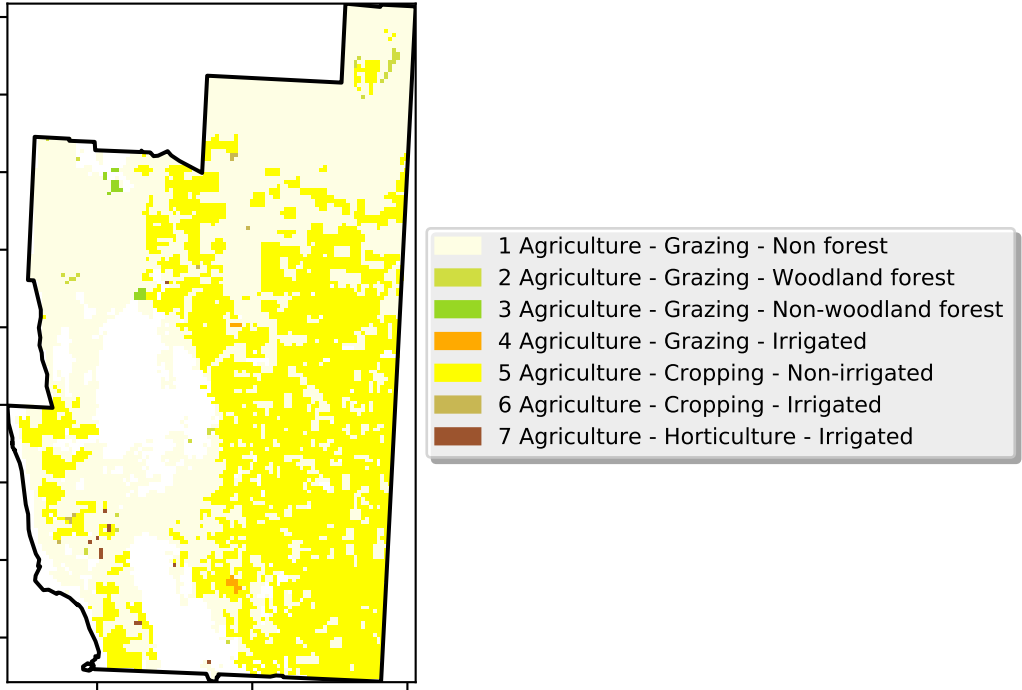 1 Agriculture - Grazing - Non forest
2 Agriculture - Grazing - Woodland forest
3 Agriculture - Grazing - Non-woodland forest
4 Agriculture - Grazing - Irrigated
5 Agriculture - Cropping - Non-irrigated
6 Agriculture - Cropping - Irrigated
7 Agriculture - Horticulture - Irrigated